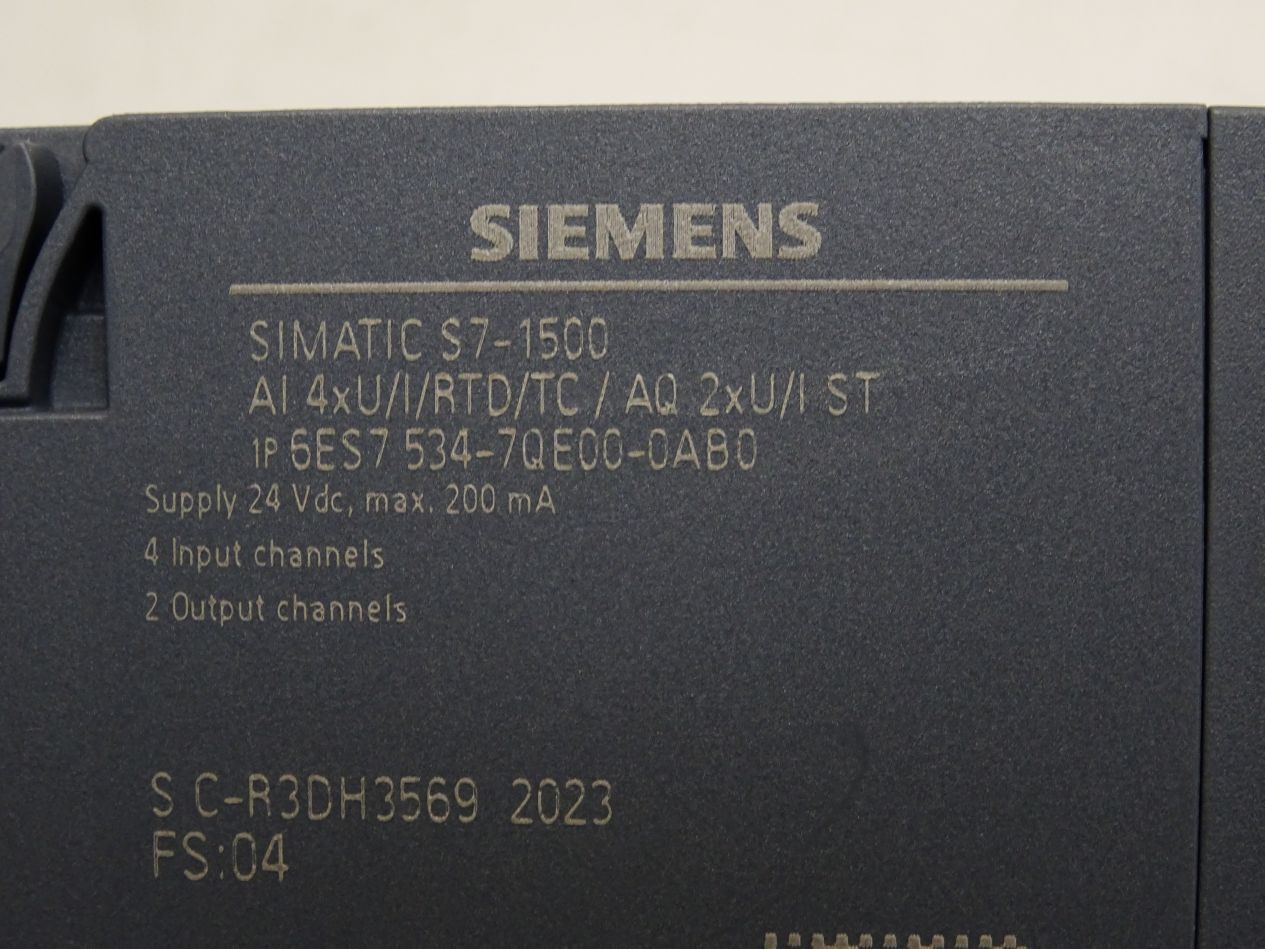 SIEMENS
SIMATIC S7-1500
AI 4xU/I/RTD/TC / AQ 2xU/I ST
1P 6ES7 534-7QE00-0AB0
Supply 24 Vdc, max. 200 mA
4 Input channels
2 Output channels
S C-R3DH3569 2023
FS:04